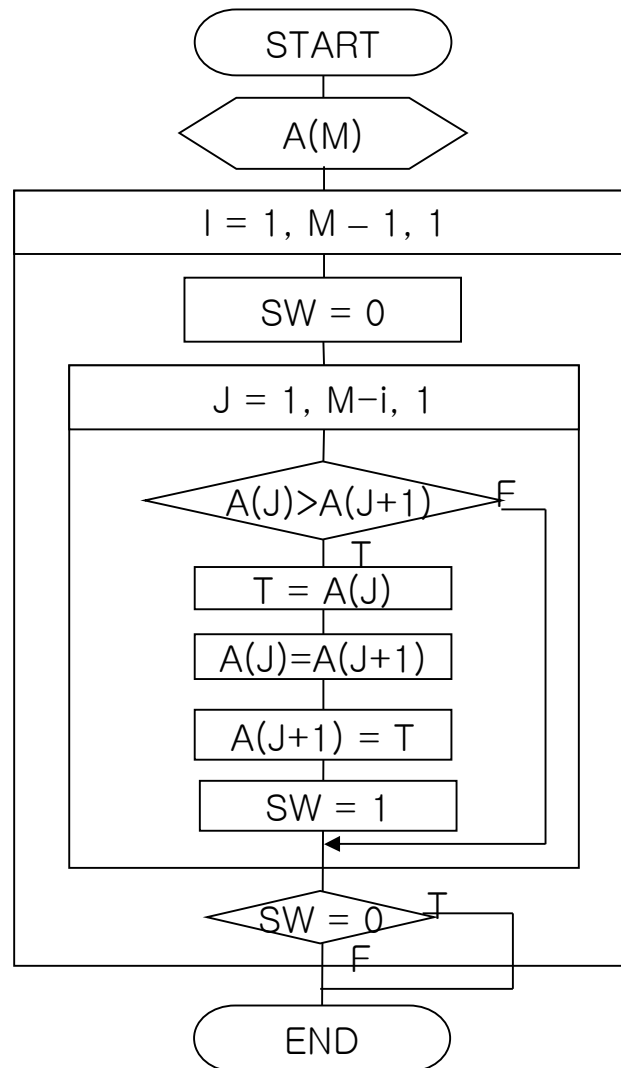 START
A(M)
I = 1, M – 1, 1
SW = 0
J = 1, M-i, 1
A(J)>A(J+1)
F
T
T = A(J)
A(J)=A(J+1)
A(J+1) = T
SW = 1
SW = 0
T
F
END